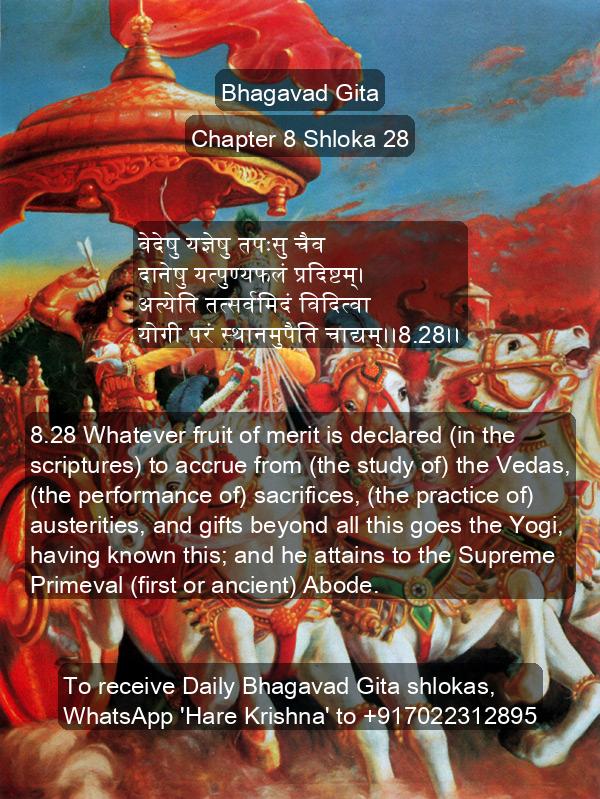 Bhagavad Gita
Chapter 8 Shloka 28
वेदेषु यज्ञेषु तपःसु चैव
दानेषु यत्पुण्यफलं प्रदिष्टम्।
अत्येति तत्सर्वमिदं विदित्वा
योगी परं स्थानमुपैति चाद्यम्।।8.28।।
8.28 Whatever fruit of merit is declared (in the
scriptures) to accrue from (the study of) the Vedas,
(the performance of) sacrifices, (the practice of)
austerities, and gifts beyond all this goes the Yogi,
having known this; and he attains to the Supreme
Primeval (first or ancient) Abode.
To receive Daily Bhagavad Gita shlokas,
WhatsApp 'Hare Krishna' to +917022312895